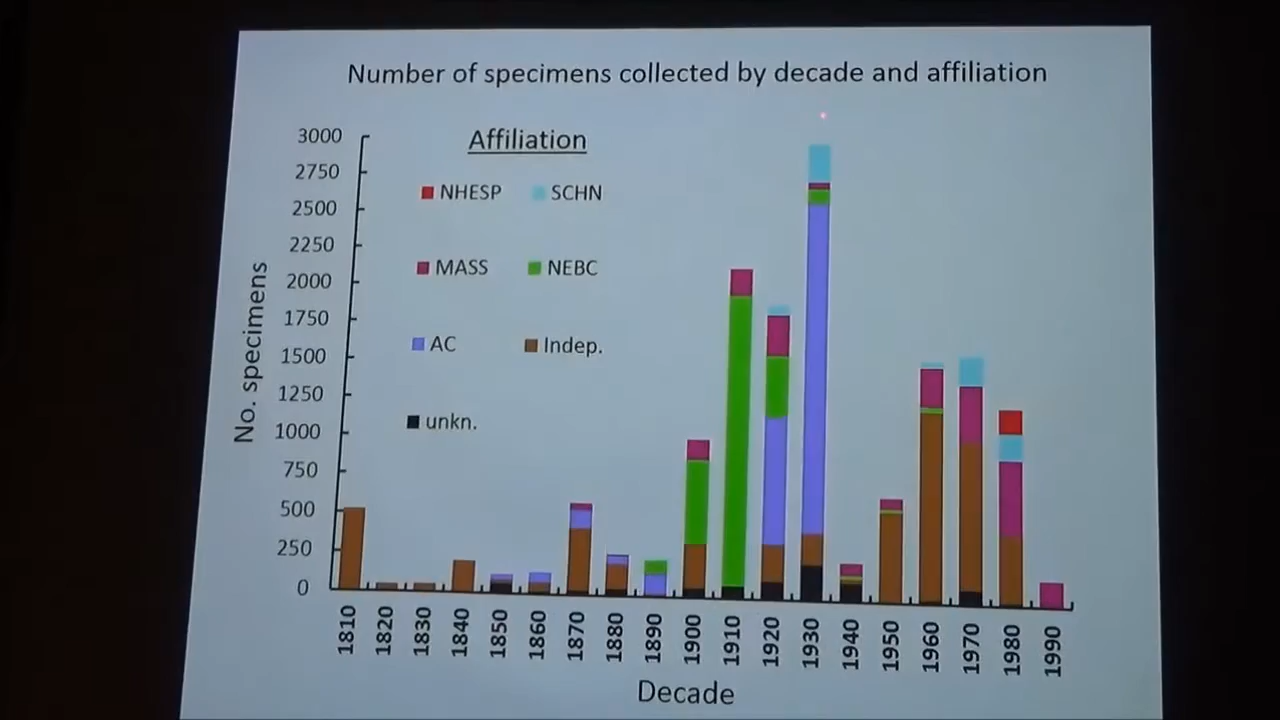 Number of specimens collected by decade and affiliation
Affiliation
NHESP SCHN
MASS NEBC
AC Indep.
unkn.
3000
2750
2500
2250
2000
1750
1500
1250
1000
750
500
250
0
No. specimens
1810 1820 1830 1840 1850 1860 1870 1880 1890 1900 1910 1920 1930 1940 1950 1960 1970 1980 1990
Decade